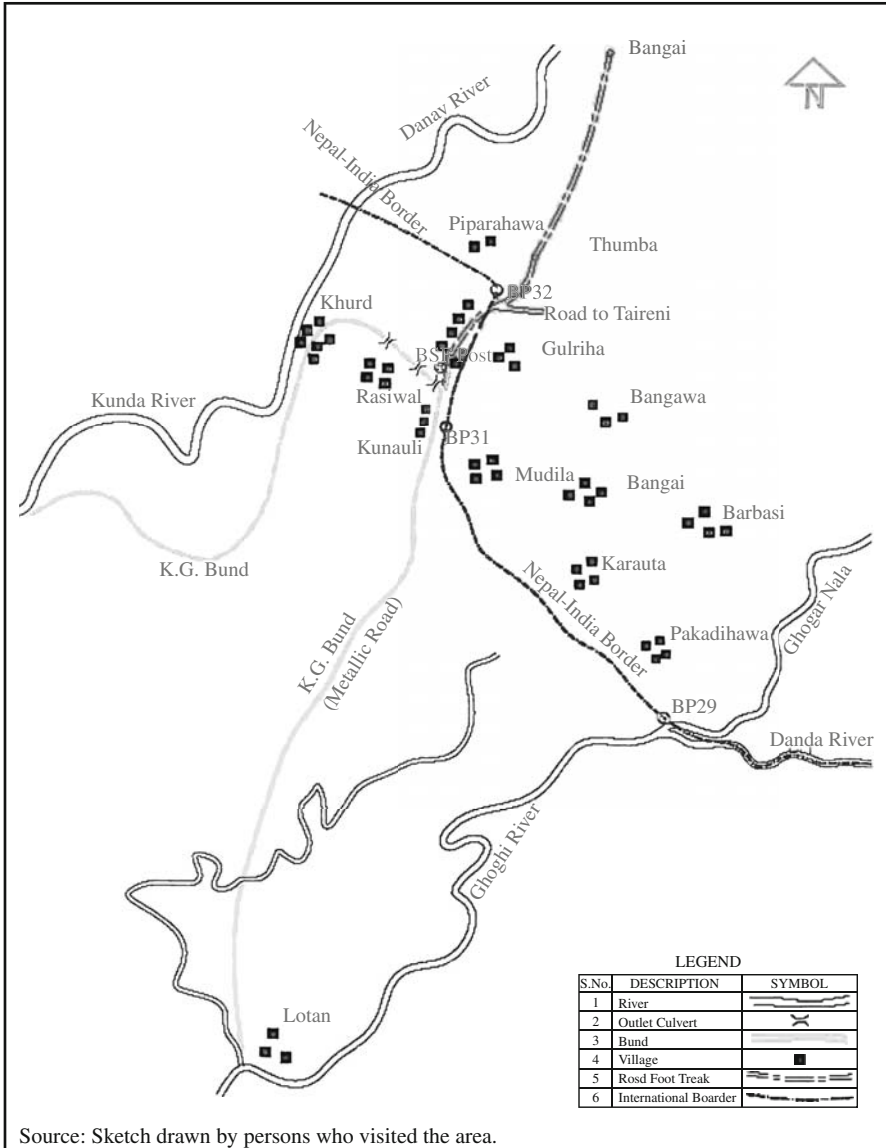 Bangai
N
Danav River
Nepal-India Border
Piparahawa
Thumba
BP32
Khurd
Road to Taireni
BSF Post
Gulriha
Rasiwal
Kunda River
Bangawa
Kunauli
BP31
Mudila
Bangai
Barbasi
K.G. Bund
Karauta
Nepal-India Border
Ghogar Nala
K.G. Bund
(Metallic Road)
Pakadihawa
BP29
Danda River
Ghoghi River
Lotan
LEGEND
S.No. DESCRIPTION SYMBOL
1 River
2 Outlet Culvert
3 Bund
4 Village
5 Rosd Foot Treak
6 International Boarder
Source: Sketch drawn by persons who visited the area.